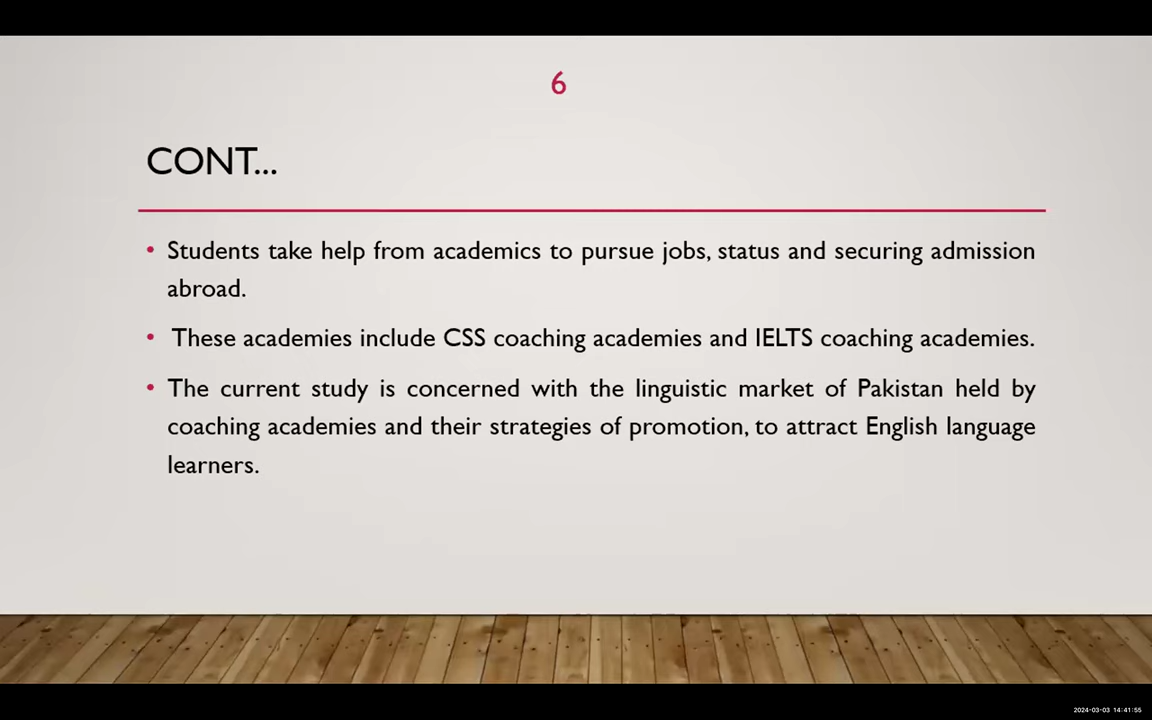 6
CONT...
• Students take help from academics to pursue jobs, status and securing admission
abroad.
• These academies include CSS coaching academies and IELTS coaching academies.
• The current study is concerned with the linguistic market of Pakistan held by
coaching academies and their strategies of promotion, to attract English language
learners.
2024-03-03 14:41:55